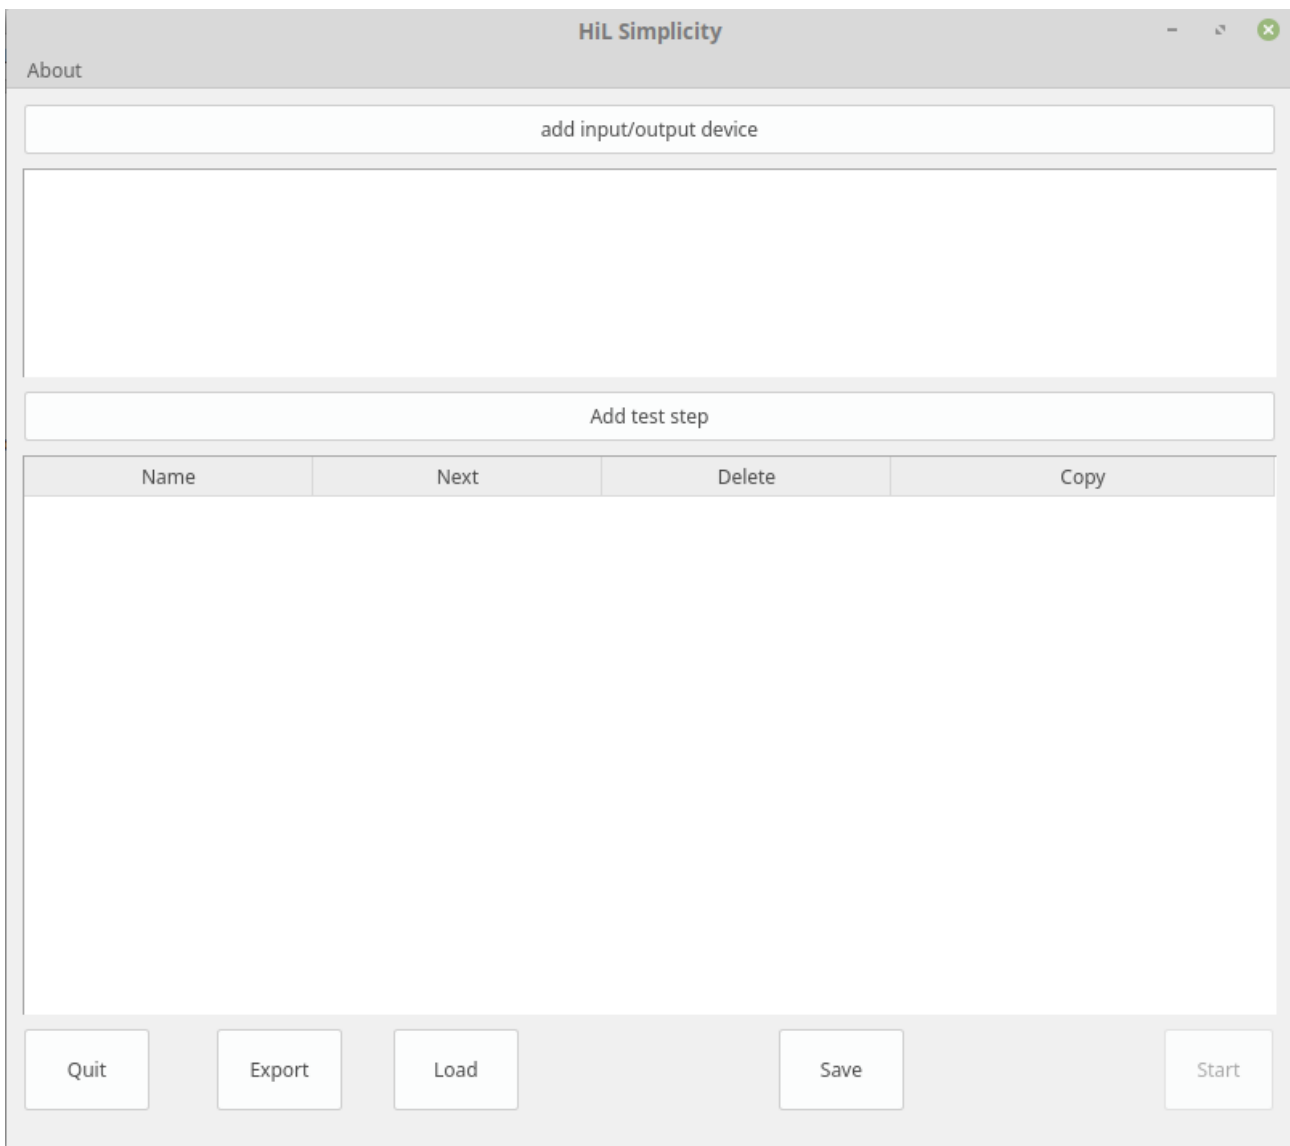 HiL Simplicity
About
add input/output device
Add test step
Name Next Delete Copy
Quit Export Load Save Start